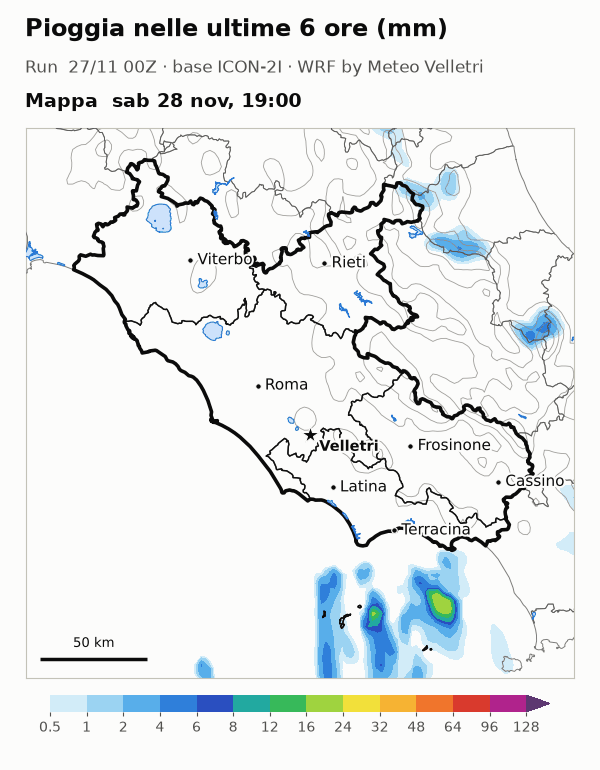 Pioggia nelle ultime 6 ore (mm)
Run 27/11 00Z · base ICON-2I · WRF by Meteo Velletri
Mappa sab 28 nov, 19:00
Viterbo
Rieti
Roma
Velletri
Frosinone
Latina
Cassino
Terracina
50 km
0.5 1 2 4 6 8 12 16 24 32 48 64 96 128